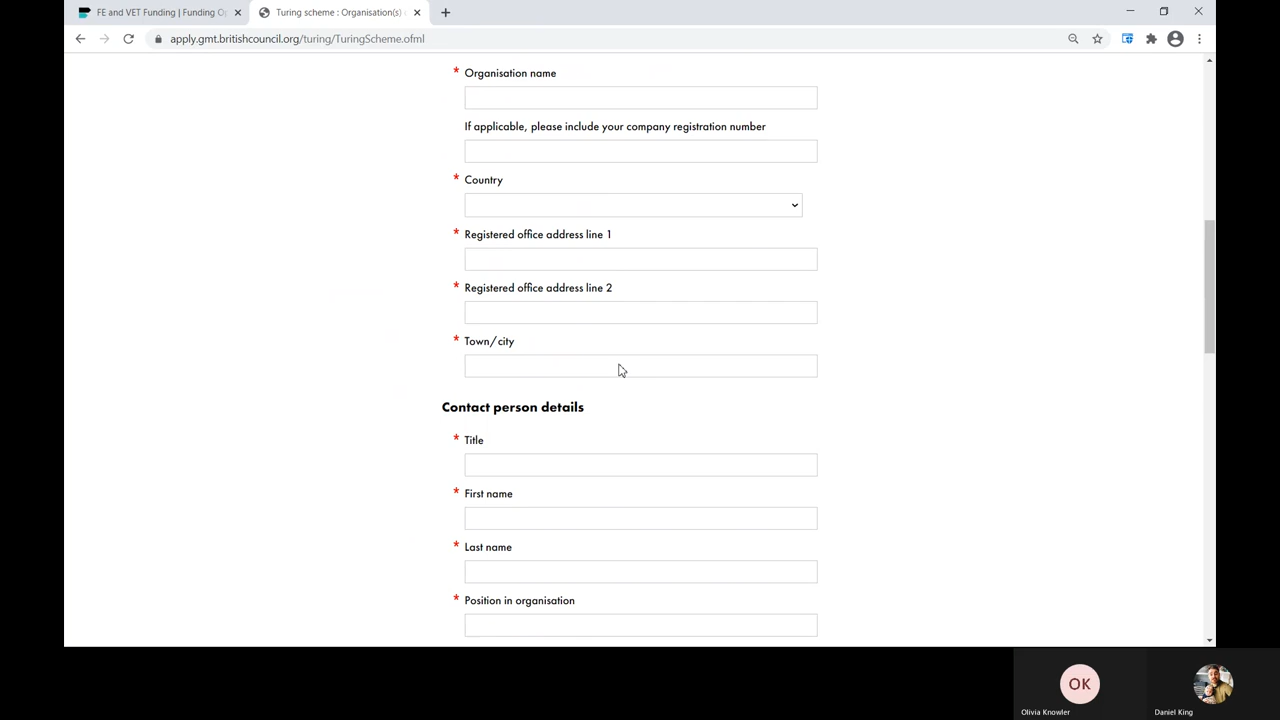 FE and VET Funding | Funding Op
Turing scheme : Organisation(s)
apply.gmt.britishcouncil.org/turing/TuringScheme.ofml
* Organisation name
If applicable, please include your company registration number
* Country
* Registered office address line 1
* Registered office address line 2
* Town/city
Contact person details
* Title
* First name
* Last name
* Position in organisation
OK
Olivia Knowler
Daniel King